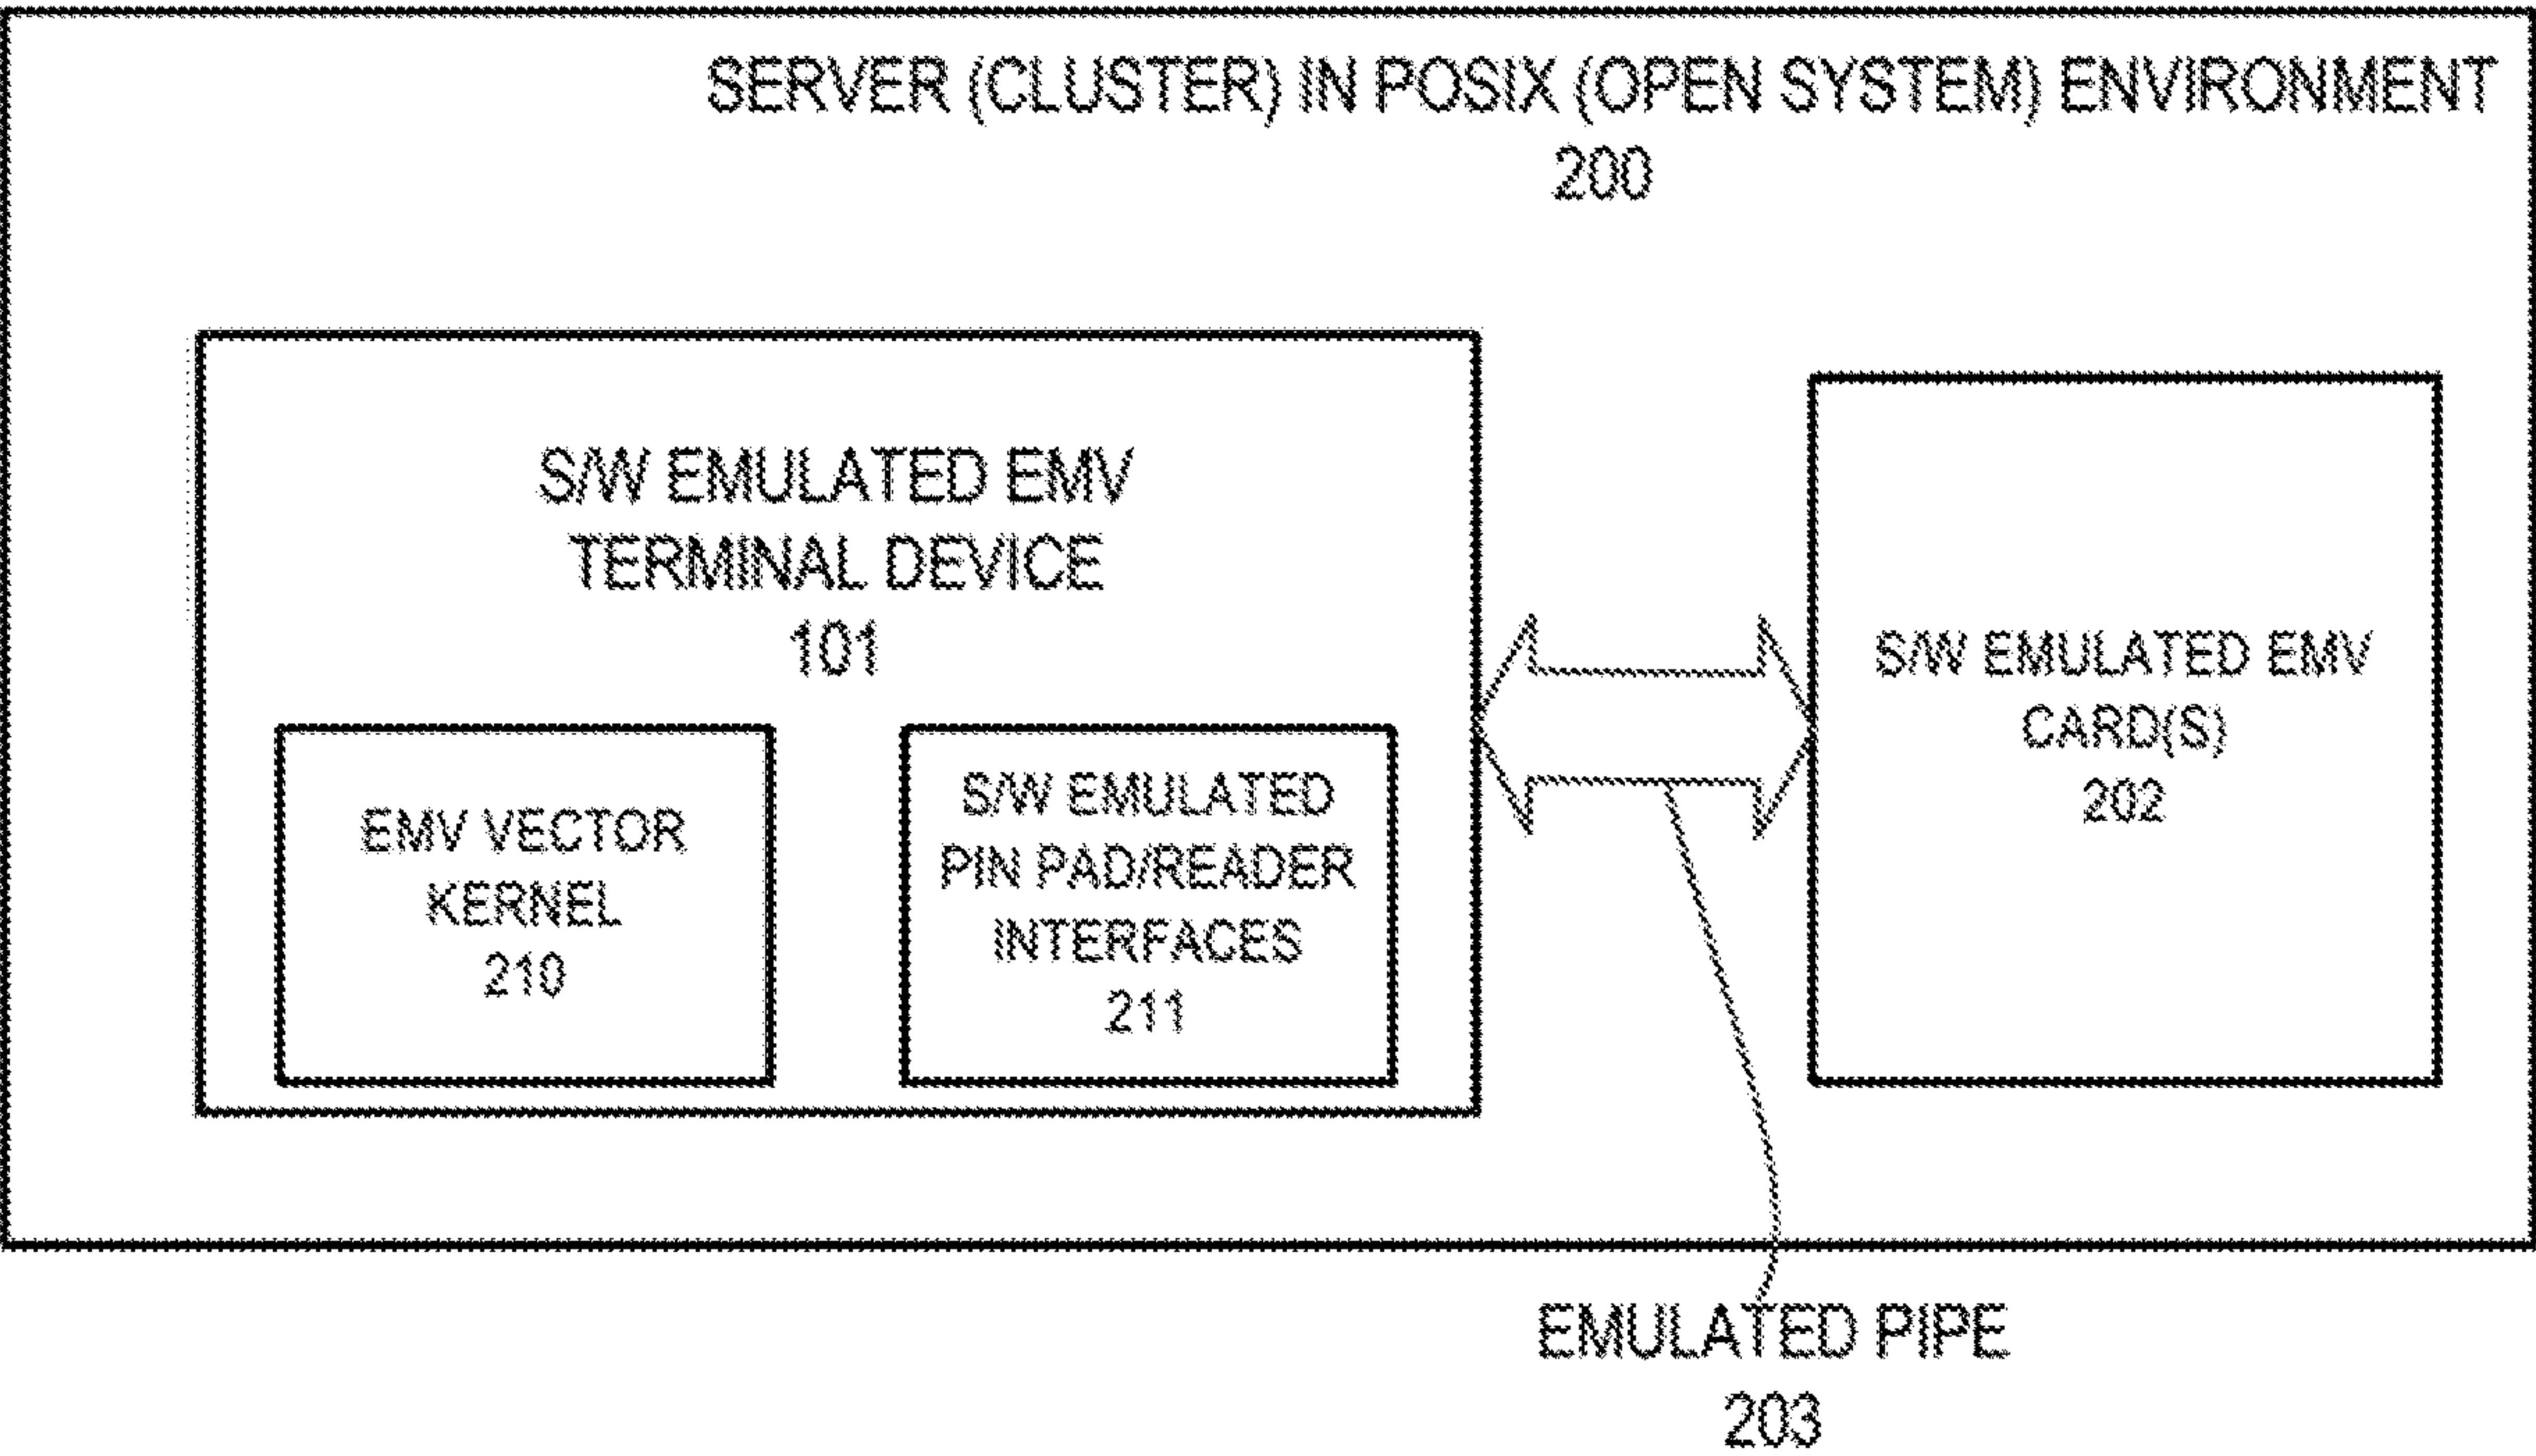 SERVER (CLUSTER) IN POSIX (OPEN SYSTEM) ENVIRONMENT
200
S/W EMULATED EMV
TERMINAL DEVICE
101
EMV VECTOR
KERNEL
210
S/W EMULATED
PIN PAD/READER
INTERFACES
211
S/W EMULATED EMV
CARD(S)
202
EMULATED PIPE
203